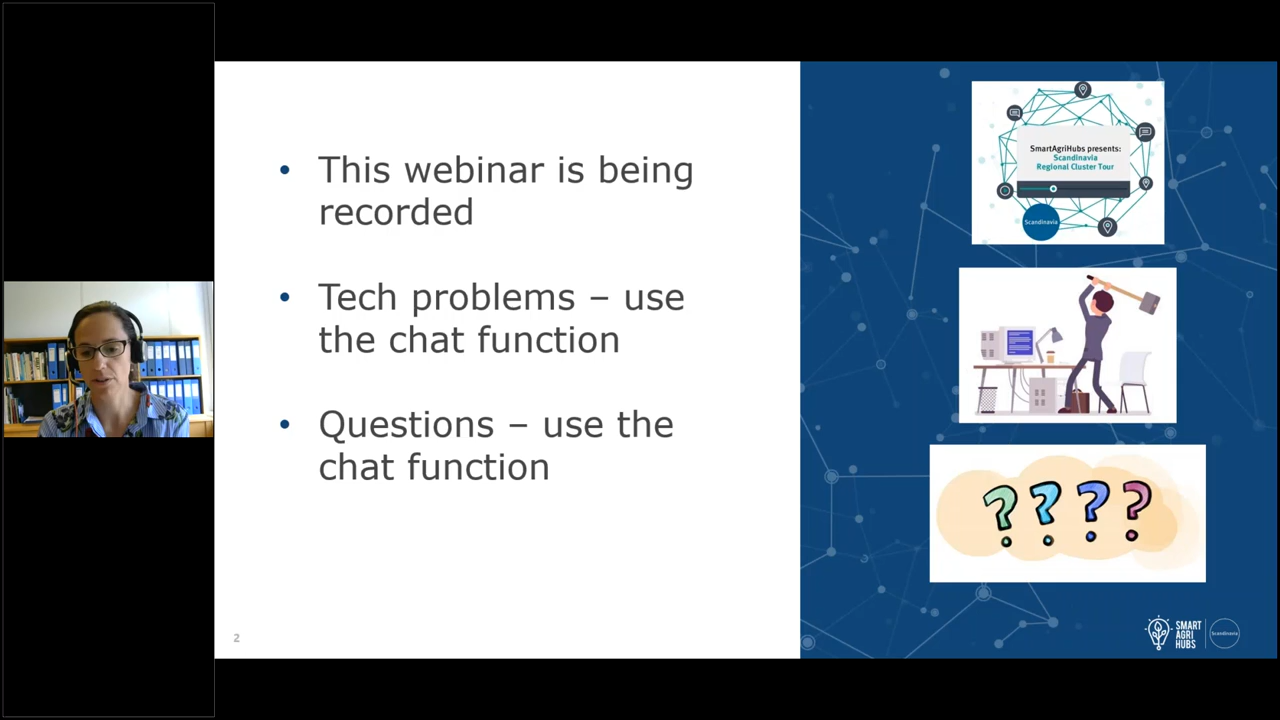 • This webinar is being
recorded
• Tech problems – use
the chat function
• Questions – use the
chat function
2
SmartAgriHubs presents:
Scandinavia
Regional Cluster Tour
Scandinavia
? ? ? ?
SMART
AGRI
HUBS
Scandinavia